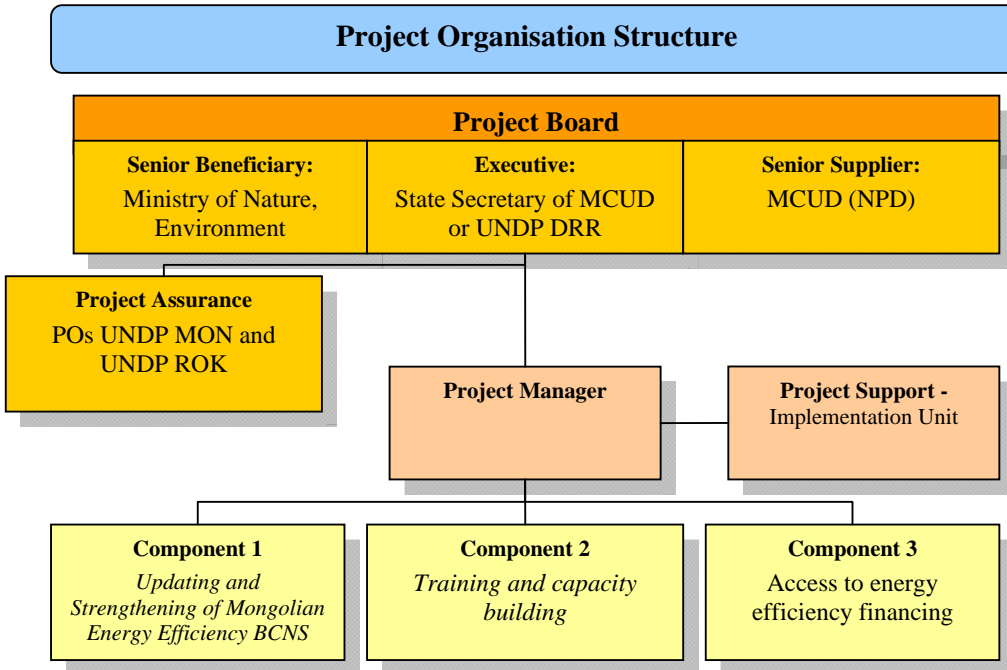 Project Organisation Structure
Project Board
Senior Beneficiary:
Ministry of Nature,
Environment
Executive:
State Secretary of MCUD
or UNDP DRR
Senior Supplier:
MCUD (NPD)
Project Assurance
POs UNDP MON and
UNDP ROK
Project Manager
Project Support -
Implementation Unit
Component 1
Updating and
Strengthening of Mongolian
Energy Efficiency BCNS
Component 2
Training and capacity
building
Component 3
Access to energy
efficiency financing